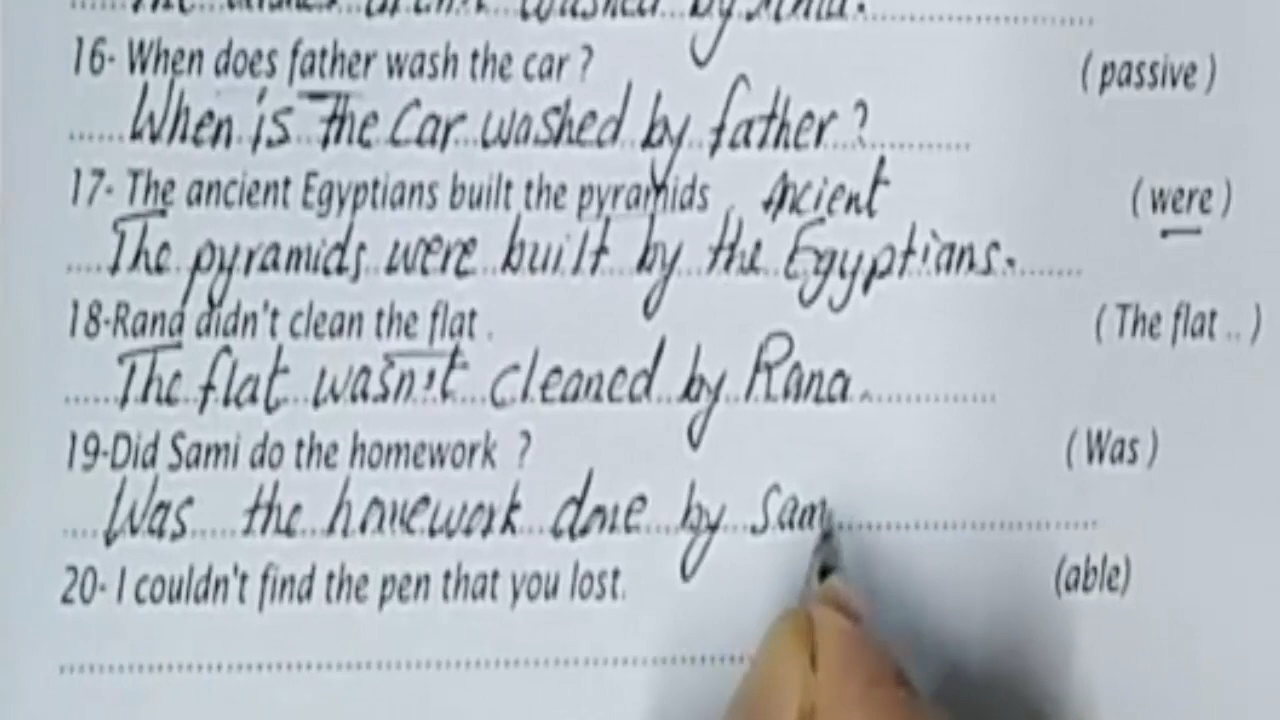 washed by
16- When does father wash the car ? ( passive )
When is the Car washed by father ?
17- The ancient Egyptians built the pyramids . ancient ( were )
The pyramids were built by the Egyptians.
18-Rana didn't clean the flat . ( The flat .. )
The flat wasn't cleaned by Rana.
19-Did Sami do the homework ? ( Was )
Was the homework done by Sam
20- I couldn't find the pen that you lost. (able)